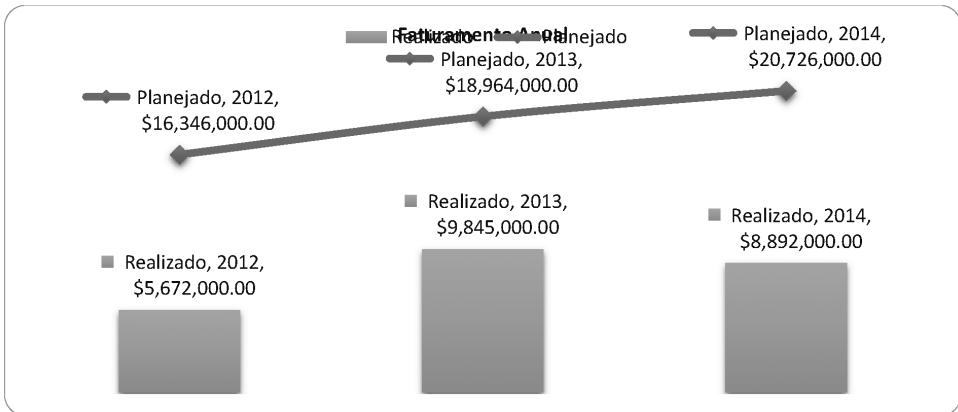 Faturamento Anual
Realizado Planejado
Planejado, 2012,
$16,346,000.00
Planejado, 2013,
$18,964,000.00
Planejado, 2014,
$20,726,000.00
Realizado, 2012,
$5,672,000.00
Realizado, 2013,
$9,845,000.00
Realizado, 2014,
$8,892,000.00